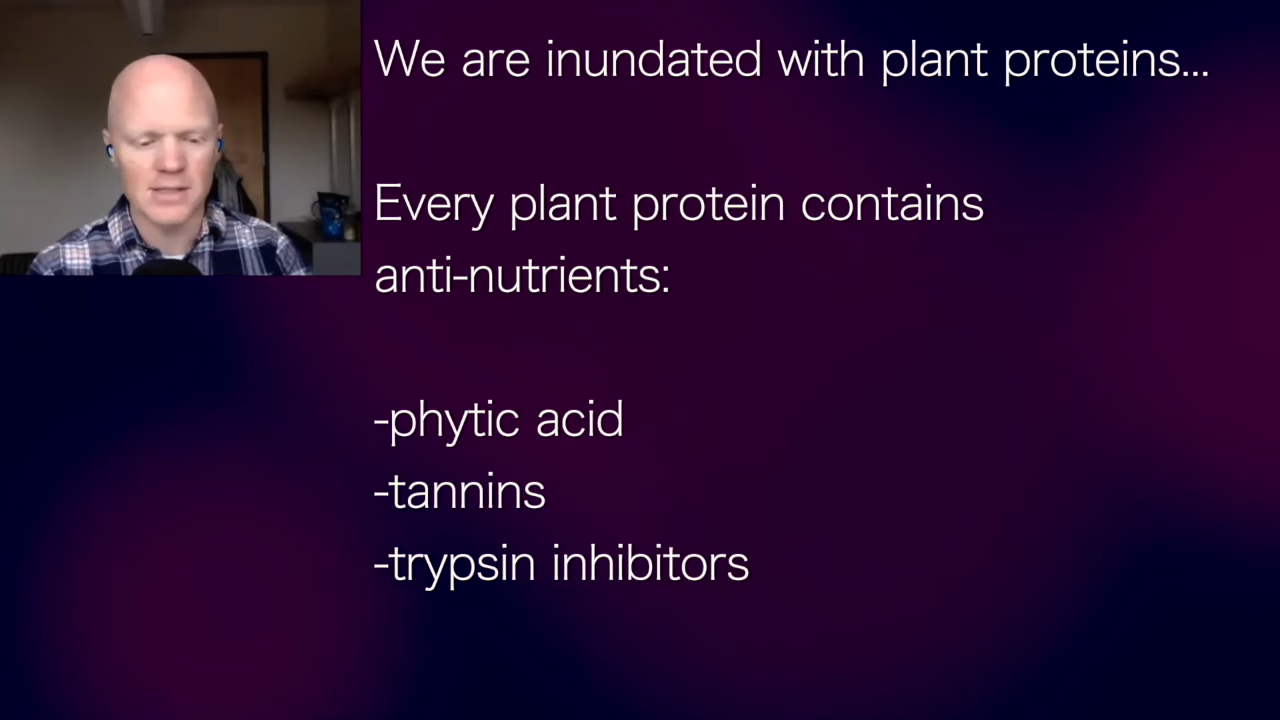 We are inundated with plant proteins...
Every plant protein contains
anti-nutrients:
-phytic acid
-tannins
-trypsin inhibitors